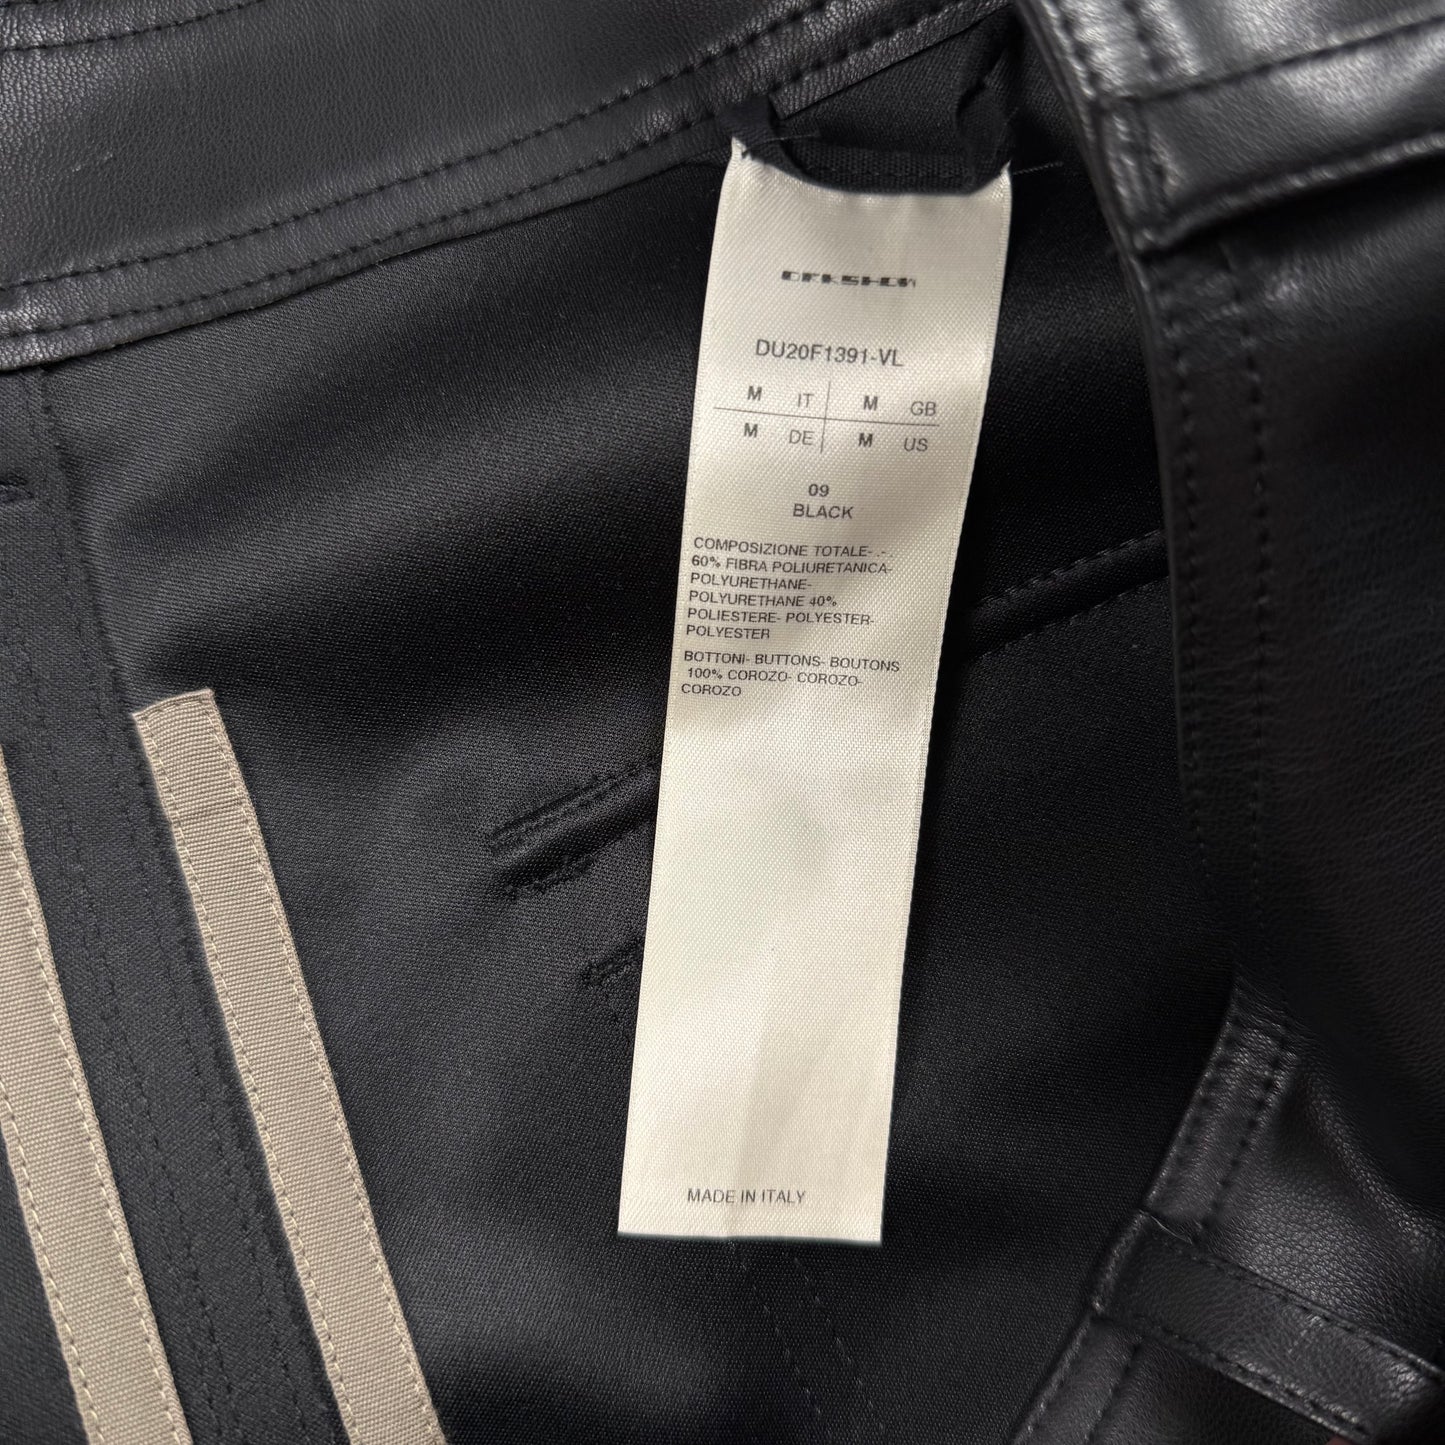 DRKSHDW
DU20F1391-VL
M IT M GB
M DE M US
09
BLACK
COMPOSIZIONE TOTALE- .- .
60% FIBRA POLIURETANICA-
POLYURETHANE-
POLYURETHANE 40%
POLIESTERE- POLYESTER-
POLYESTER
BOTTONI- BUTTONS- BOUTONS
100% COROZO- COROZO-
COROZO
MADE IN ITALY